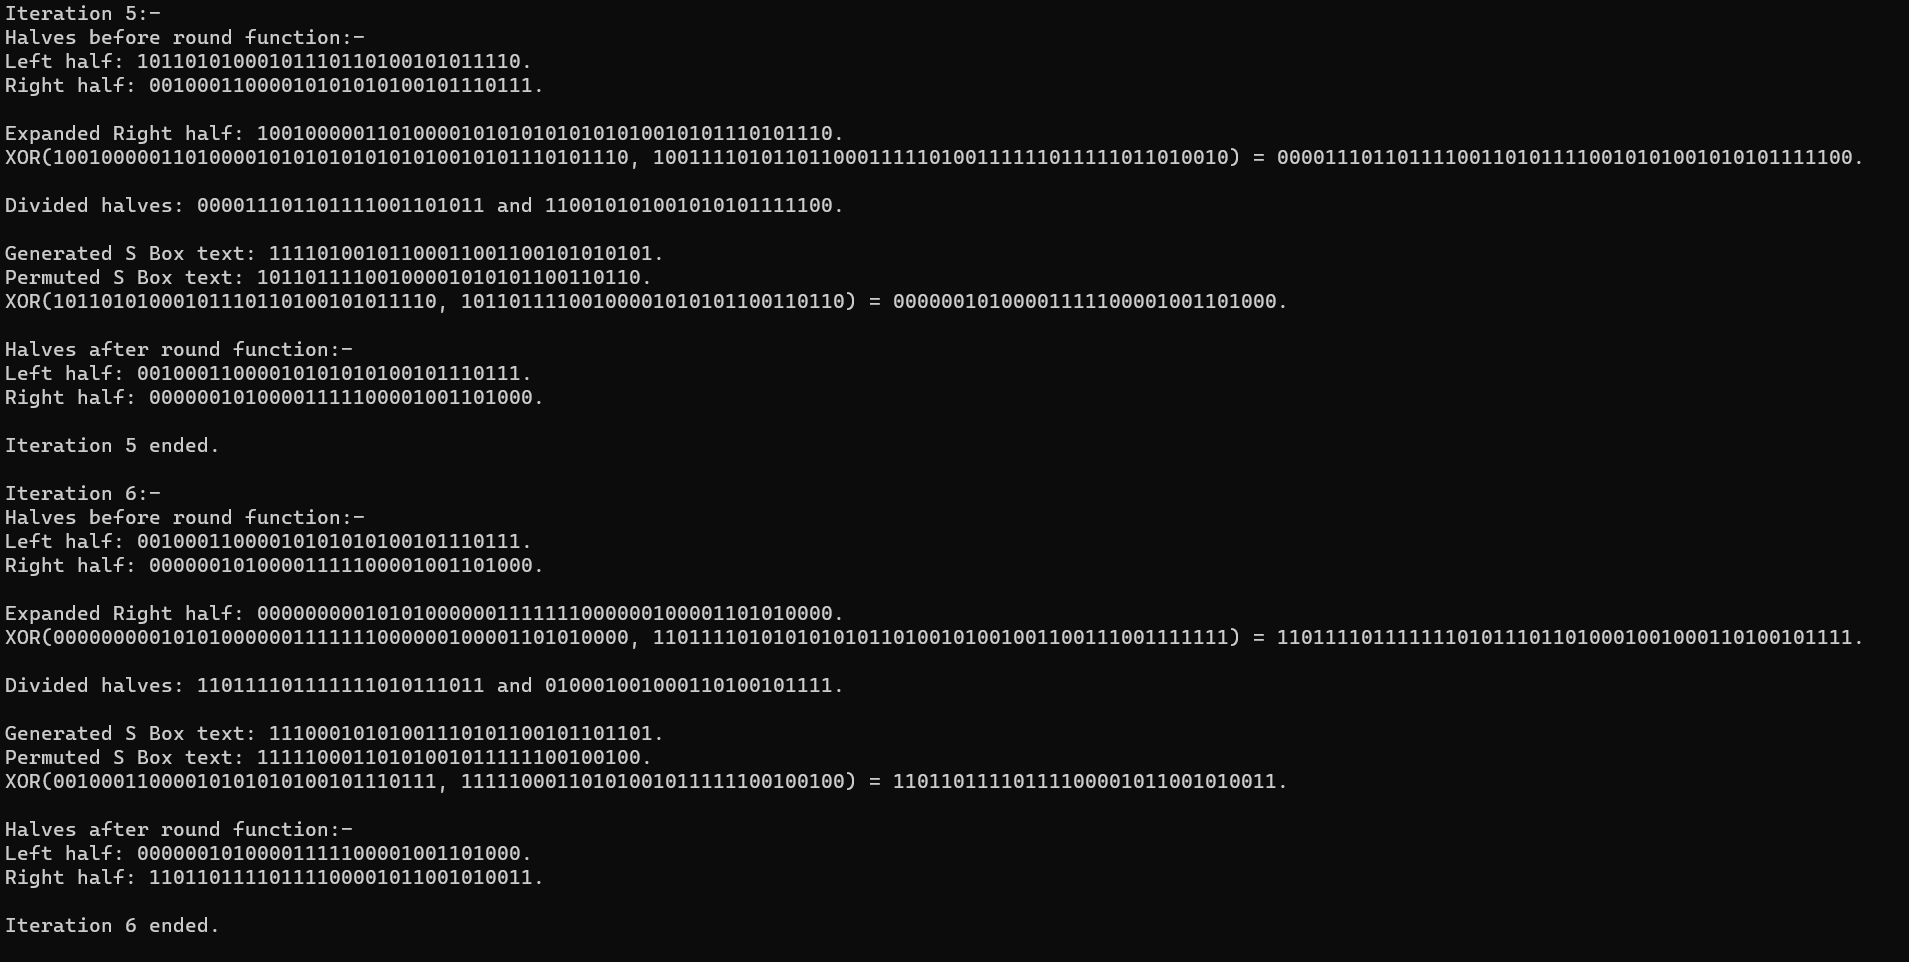 Iteration 5:-
Halves before round function:-
Left half: 10110101000101110110100101011110.
Right half: 00100011000010101010100101110111.
Expanded Right half: 100100000110100001010101010101010010101110101110.
XOR(100100000110100001010101010101010010101110101110, 100111101011011000111110100111111011111011010010) = 000011101101111001101011110010101001010101111100.
Divided halves: 000011101101111001101011 and 110010101001010101111100.
Generated S Box text: 11110100101100011001100101010101.
Permuted S Box text: 10110111100100001010101100110110.
XOR(10110101000101110110100101011110, 10110111100100001010101100110110) = 00000010100001111100001001101000.
Halves after round function:-
Left half: 00100011000010101010100101110111.
Right half: 00000010100001111100001001101000.
Iteration 5 ended.
Iteration 6:-
Halves before round function:-
Left half: 00100011000010101010100101110111.
Right half: 00000010100001111100001001101000.
Expanded Right half: 000000000101010000001111111000000100001101010000.
XOR(000000000101010000001111111000000100001101010000, 110111101010101010110100101001001100111001111111) = 110111101111111010111011010001001000110100101111.
Divided halves: 110111101111111010111011 and 010001001000110100101111.
Generated S Box text: 11100010101001110101100101101101.
Permuted S Box text: 11111000110101001011111100100100.
XOR(00100011000010101010100101110111, 11111000110101001011111100100100) = 11011011110111100001011001010011.
Halves after round function:-
Left half: 00000010100001111100001001101000.
Right half: 11011011110111100001011001010011.
Iteration 6 ended.